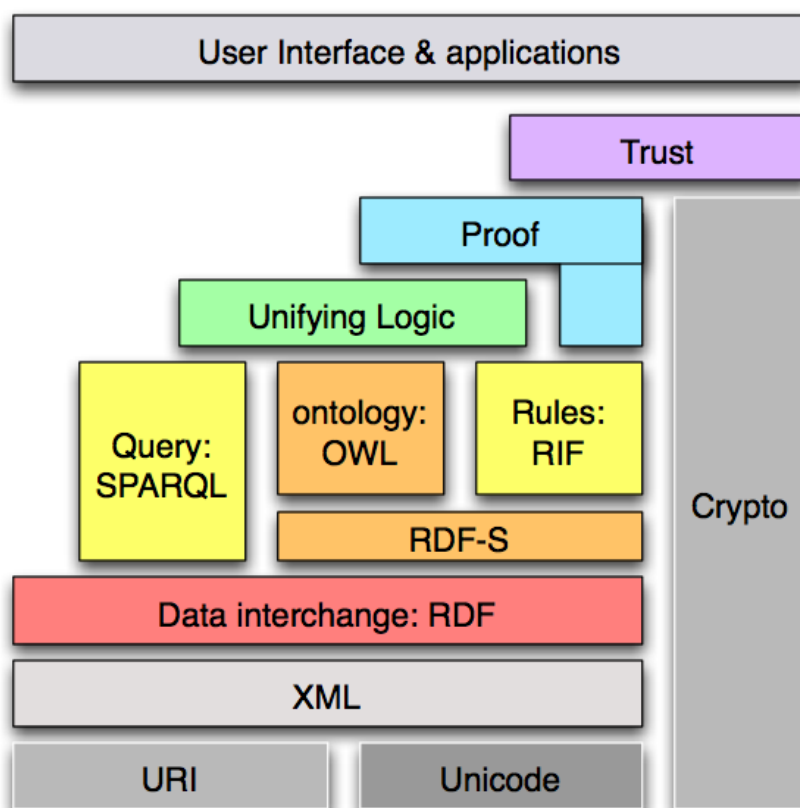 User Interface & applications
Trust
Proof
Unifying Logic
Query:
SPARQL
ontology:
OWL
Rules:
RIF
Crypto
RDF-S
Data interchange: RDF
XML
URI
Unicode